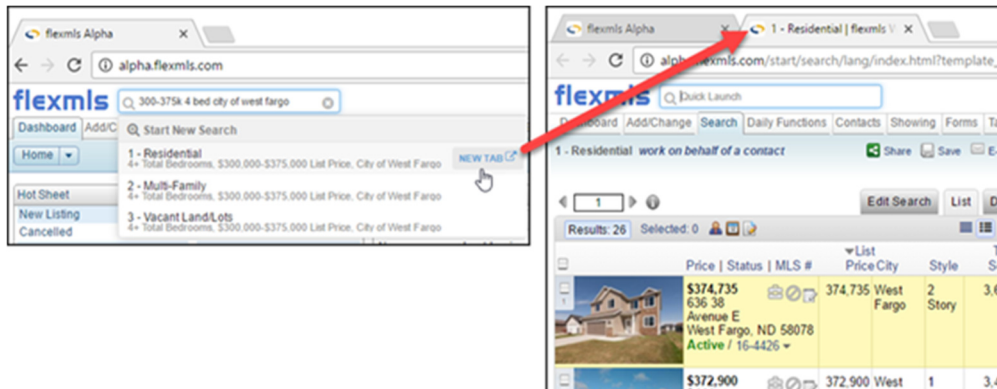 flexmls Alpha
alpha.flexmls.com
flexmls 300-375k 4 bed city of west fargo
Dashboard Add/C
Start New Search
Home
1 - Residential
4+ Total Bedrooms, $300,000-$375,000 List Price, City of West Fargo
NEW TAB
2 - Multi-Family
4+ Total Bedrooms, $300,000-$375,000 List Price, City of West Fargo
3 - Vacant Land/Lots
4+ Total Bedrooms, $300,000-$375,000 List Price, City of West Fargo
Hot Sheet
New Listing
Cancelled
flexmls Alpha
1 - Residential | flexmls
.com/start/search/lang/index.html?template_
flexmls Quick Launch
Dashboard Add/Change Search Daily Functions Contacts Showing Forms
1 - Residential work on behalf of a contact Share Save E-
1
Edit Search List D
Results: 26 Selected: 0
Price | Status | MLS # List Price City Style
1
$374,735 374,735 West Fargo 2 Story 3,6
636 38
Avenue E
West Fargo, ND 58078
Active / 16-4426
$372,900 372,900 West 1